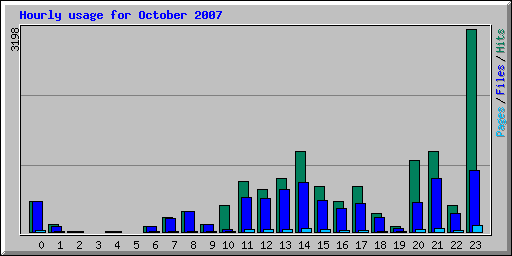 Hourly usage for October 2007
3198
Pages/Files/Hits
0 1 2 3 4 5 6 7 8 9 10 11 12 13 14 15 16 17 18 19 20 21 22 23